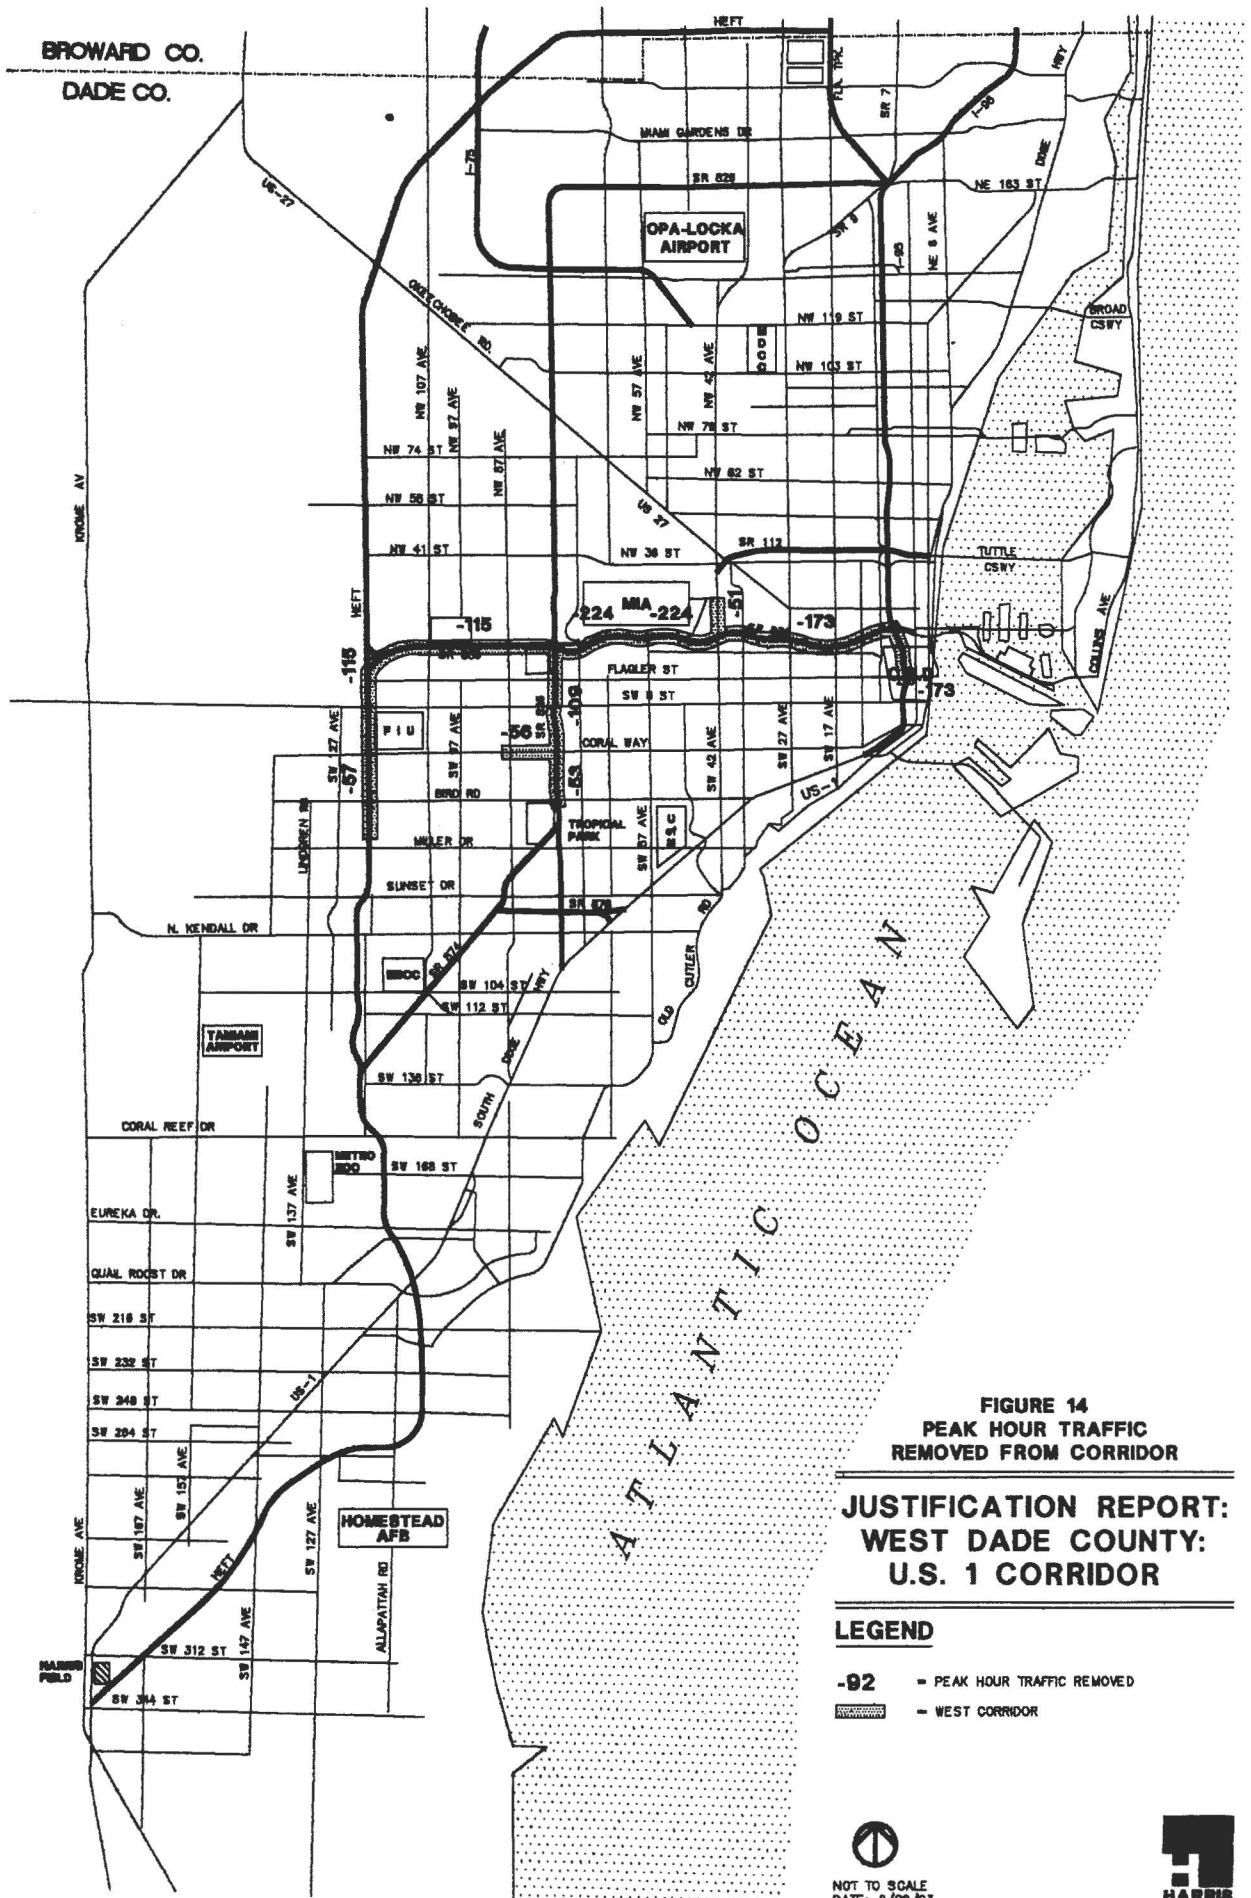 BROWARD CO.
DADE CO.
HEFT
FLA. TPK.
SR 7
I-95
HWY
DIXIE
MIAMI GARDENS DR
I-75
US-27
SR 826
NE 163 ST
OPA-LOCKA
AIRPORT
SR 9
I-95
NE 6 AVE
OKEECHOBEE RD.
NW 119 ST
BROAD
CSWY
NW 107 AVE
NW 97 AVE
NW 87 AVE
NW 57 AVE
NW 42 AVE
MDCC
NW 103 ST
NW 79 ST
NW 74 ST
NW 62 ST
NW 58 ST
US 27
KROME AV
NW 41 ST
NW 36 ST
SR 112
TUTTLE
CSWY
HEFT
MIA
-224
-224
-51
-173
-115
-115
FLAGLER ST
SW 8 ST
-173
COLLINS AVE
SW 127 AVE
F I U
SW 97 AVE
-56
-109
CORAL WAY
SW 42 AVE
SW 27 AVE
SW 17 AVE
-57
-53
US-1
BIRD RD
LINDGREN RD
TROPICAL
PARK
SW 57 AVE
MILLER DR
SUNSET DR
SR 878
N. KENDALL DR
SR 874
MDCC
SW 104 ST
SW 112 ST
HWY
DIXIE
SOUTH
OLD
CUTLER
RD
TAMIAMI
AIRPORT
SW 136 ST
CORAL REEF DR
METRO
ZOO
SW 168 ST
SW 137 AVE
EUREKA DR.
QUAIL ROOST DR
SW 216 ST
SW 232 ST
SW 248 ST
SW 264 ST
US-1
ATLANTIC OCEAN
KROME AVE
SW 167 AVE
SW 157 AVE
SW 127 AVE
HOMESTEAD
AFB
HEFT
ALLAPATTAH RD
SW 147 AVE
SW 312 ST
HARRIS
FIELD
SW 344 ST
FIGURE 14
PEAK HOUR TRAFFIC
REMOVED FROM CORRIDOR
JUSTIFICATION REPORT:
WEST DADE COUNTY:
U.S. 1 CORRIDOR
LEGEND
-92 = PEAK HOUR TRAFFIC REMOVED
= WEST CORRIDOR
NOT TO SCALE
HARRIS